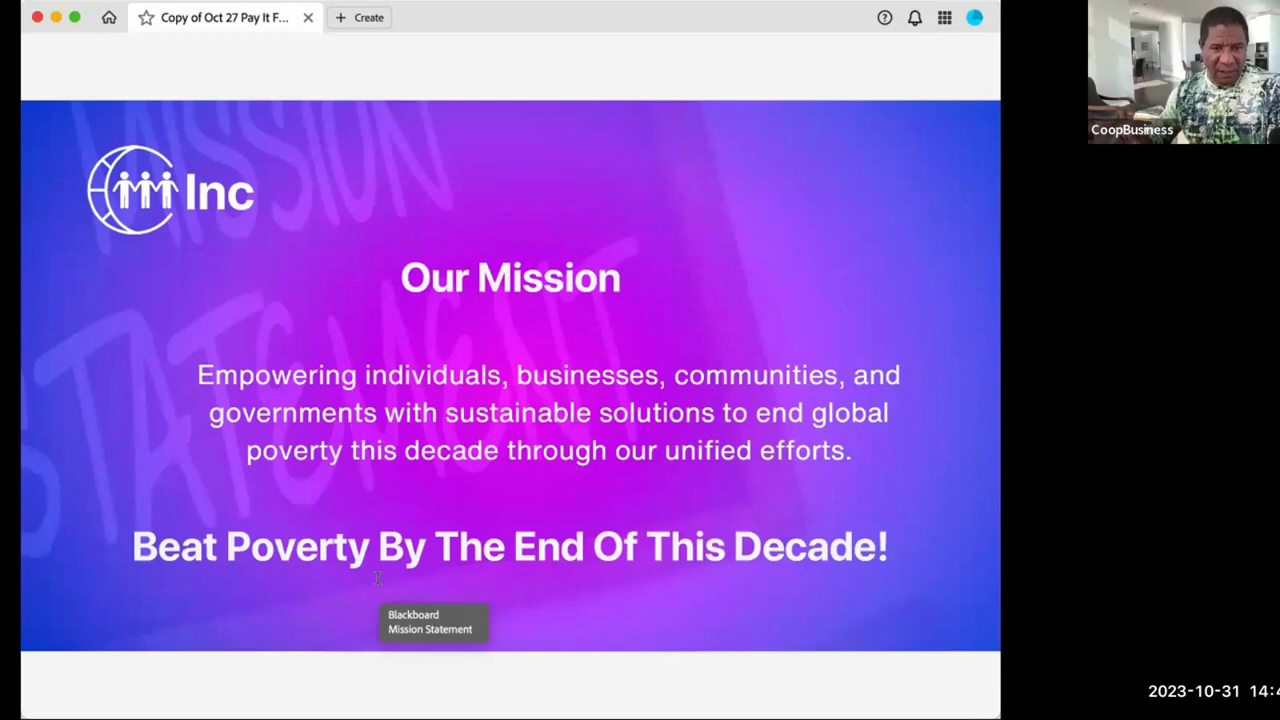 Copy of Oct 27 Pay It F...
+ Create
CoopBusiness
MISSION
STATEMENT
Inc
Our Mission
Empowering individuals, businesses, communities, and
governments with sustainable solutions to end global
poverty this decade through our unified efforts.
Beat Poverty By The End Of This Decade!
Blackboard
Mission Statement
2023-10-31 14:4